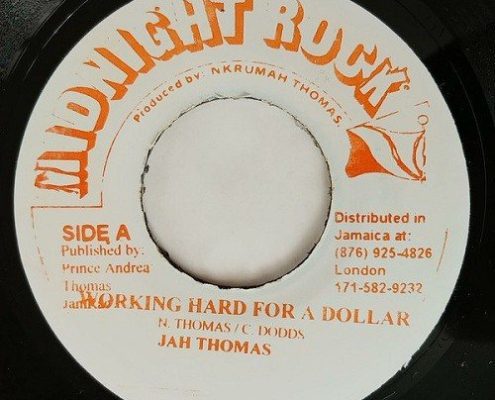 MIDNIGHT ROCK
Produced by: NKRUMAH THOMAS
SIDE A
Published by:
Prince Andrea
Thomas
Jamica
Distributed in
Jamaica at:
(876) 925-4826
London
171-582-9232
WORKING HARD FOR A DOLLAR
N. THOMAS / C. DODDS
JAH THOMAS